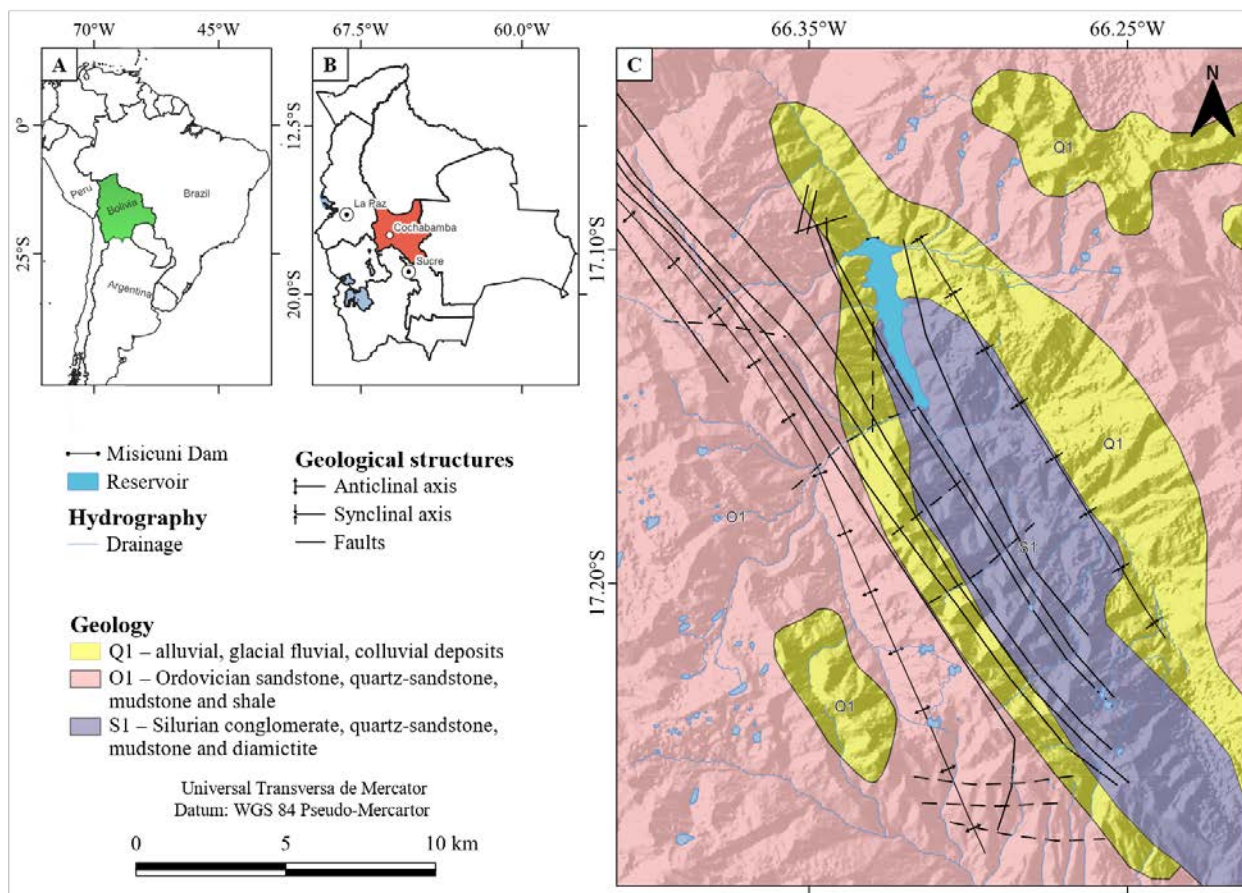 70°W
45°W
A
0°
25°S
Peru
Brazil
Bolivia
Argentina
67.5°W
60.0°W
B
12.5°S
20.0°S
La Paz
Cochabamba
Sucre
66.35°W
66.25°W
C
N
17.10°S
17.20°S
Q1
Q1
O1
S1
Q1
Misicuni Dam
Reservoir
Hydrography
Drainage
Geological structures
Anticlinal axis
Synclinal axis
Faults
Geology
Q1 – alluvial, glacial fluvial, colluvial deposits
O1 – Ordovician sandstone, quartz-sandstone,
mudstone and shale
S1 – Silurian conglomerate, quartz-sandstone,
mudstone and diamictite
Universal Transversa de Mercator
Datum: WGS 84 Pseudo-Mercartor
0 5 10 km